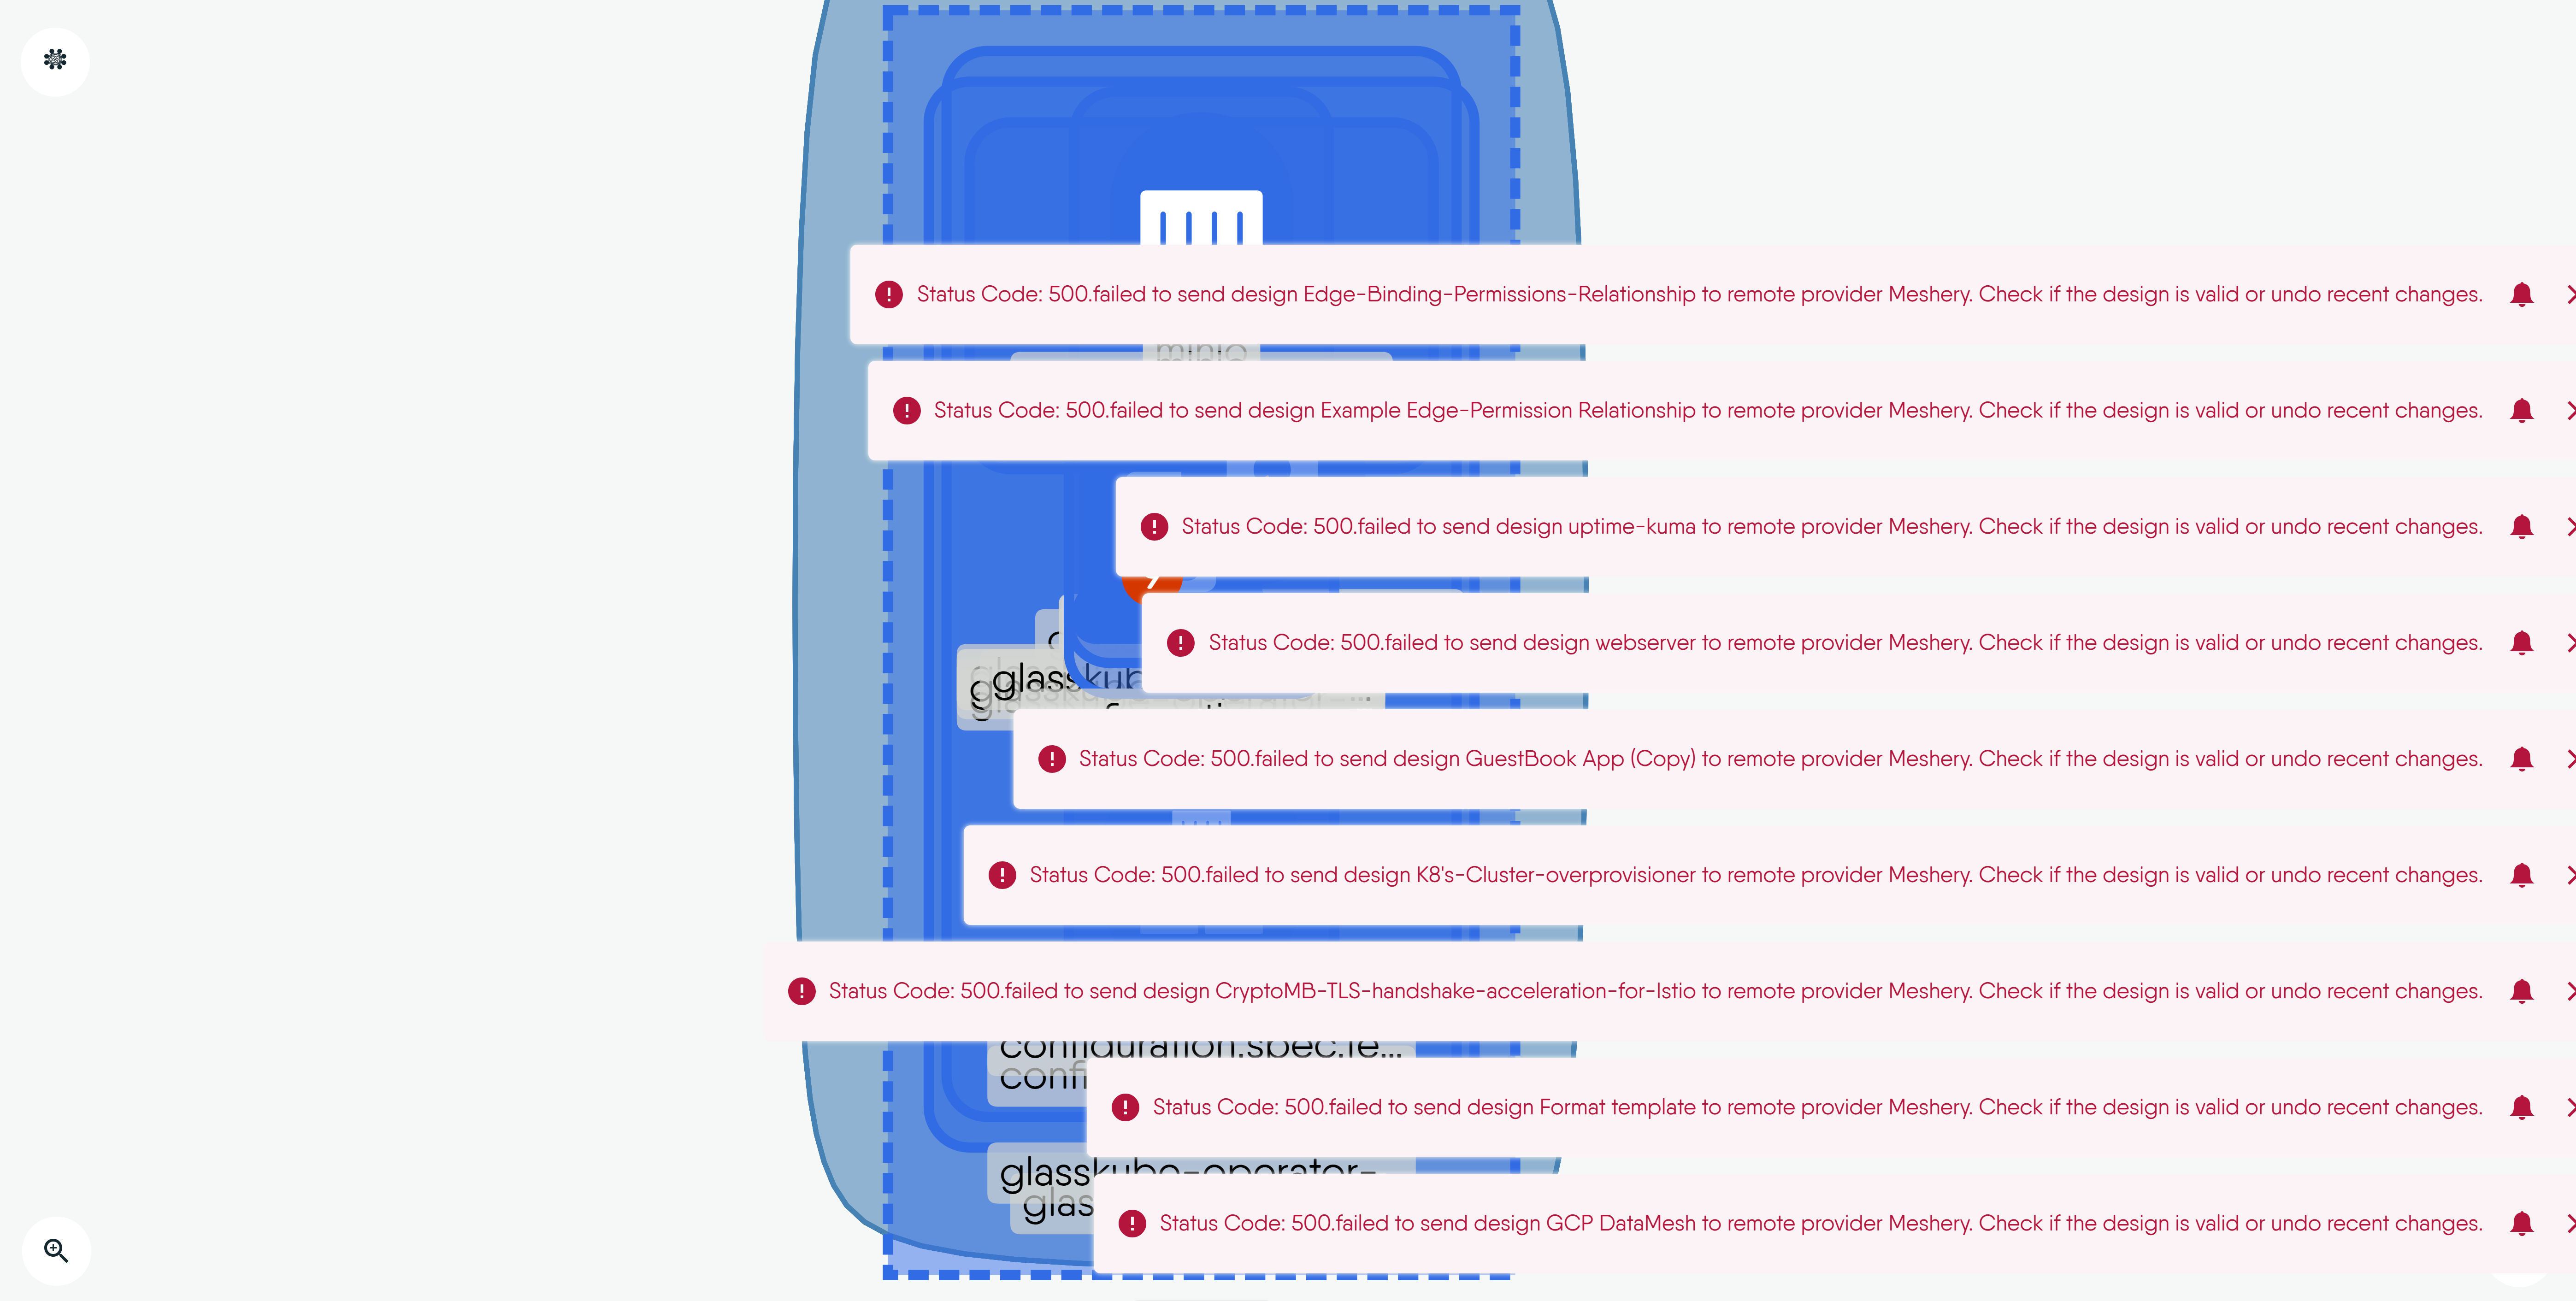 Status Code: 500.failed to send design Edge-Binding-Permissions-Relationship to remote provider Meshery. Check if the design is valid or undo recent changes.
minio
Status Code: 500.failed to send design Example Edge-Permission Relationship to remote provider Meshery. Check if the design is valid or undo recent changes.
Status Code: 500.failed to send design uptime-kuma to remote provider Meshery. Check if the design is valid or undo recent changes.
Status Code: 500.failed to send design webserver to remote provider Meshery. Check if the design is valid or undo recent changes.
glasskub
Status Code: 500.failed to send design GuestBook App (Copy) to remote provider Meshery. Check if the design is valid or undo recent changes.
Status Code: 500.failed to send design K8's-Cluster-overprovisioner to remote provider Meshery. Check if the design is valid or undo recent changes.
Status Code: 500.failed to send design CryptoMB-TLS-handshake-acceleration-for-Istio to remote provider Meshery. Check if the design is valid or undo recent changes.
configuration.spec.fe...
conf
Status Code: 500.failed to send design Format template to remote provider Meshery. Check if the design is valid or undo recent changes.
glasskube-operator-
glas
Status Code: 500.failed to send design GCP DataMesh to remote provider Meshery. Check if the design is valid or undo recent changes.